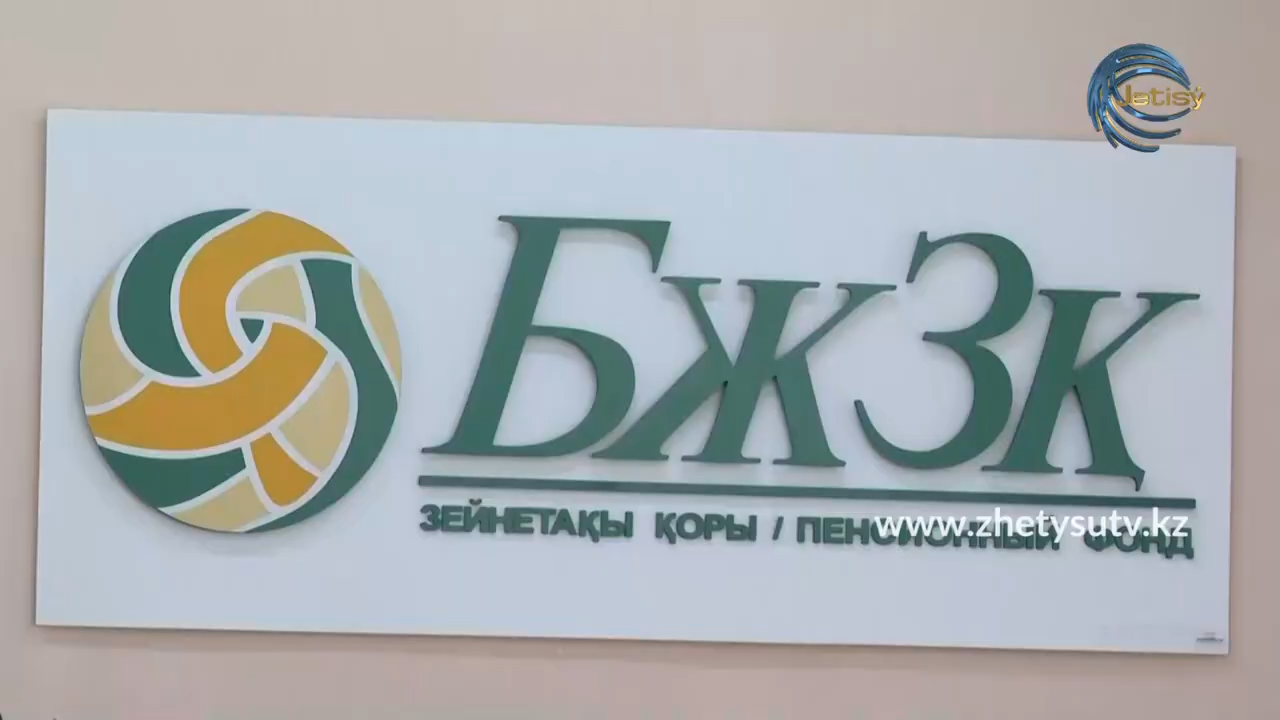 Jetisý
БЖЗҚ
ЗЕЙНЕТАҚЫ ҚОРЫ / ПЕНСИОННЫЙ ФОНД
www.zhetysutv.kz